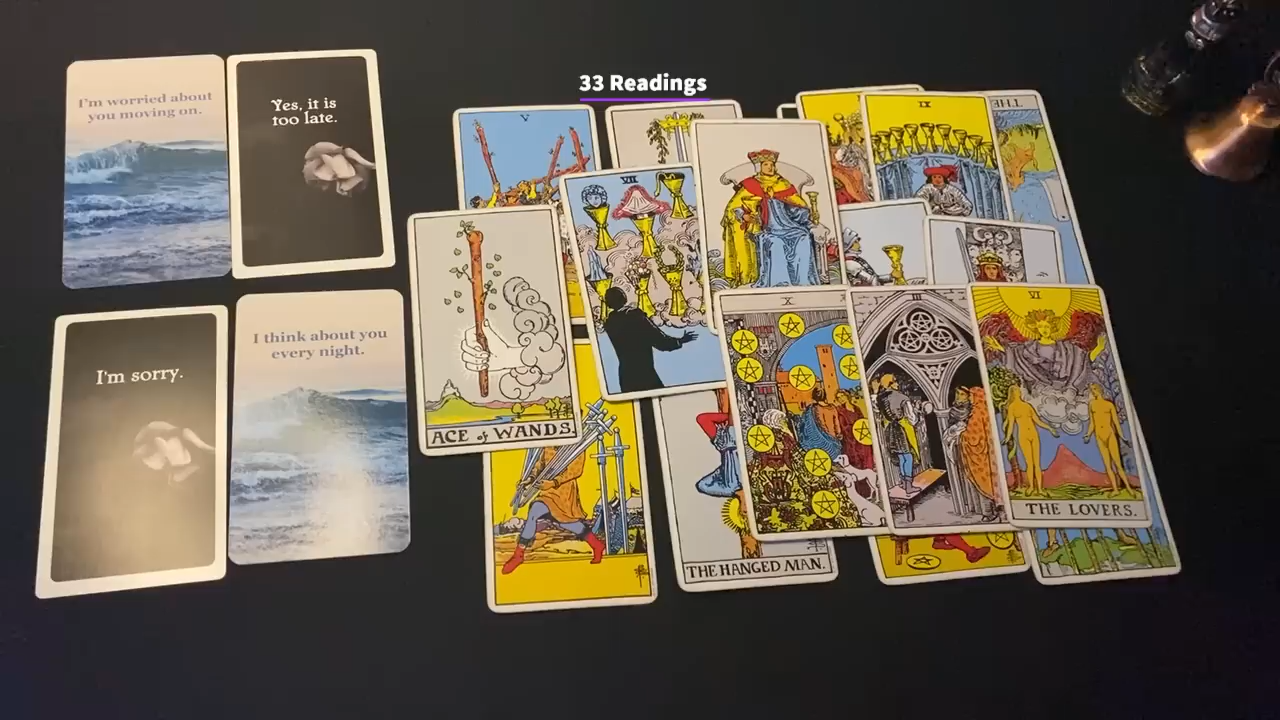 33 Readings
I'm worried about
you moving on.
Yes, it is
too late.
I'm sorry.
I think about you
every night.
V
VII
IX
X
III
VI
ACE of WANDS.
THE HANGED MAN.
THE LOVERS.